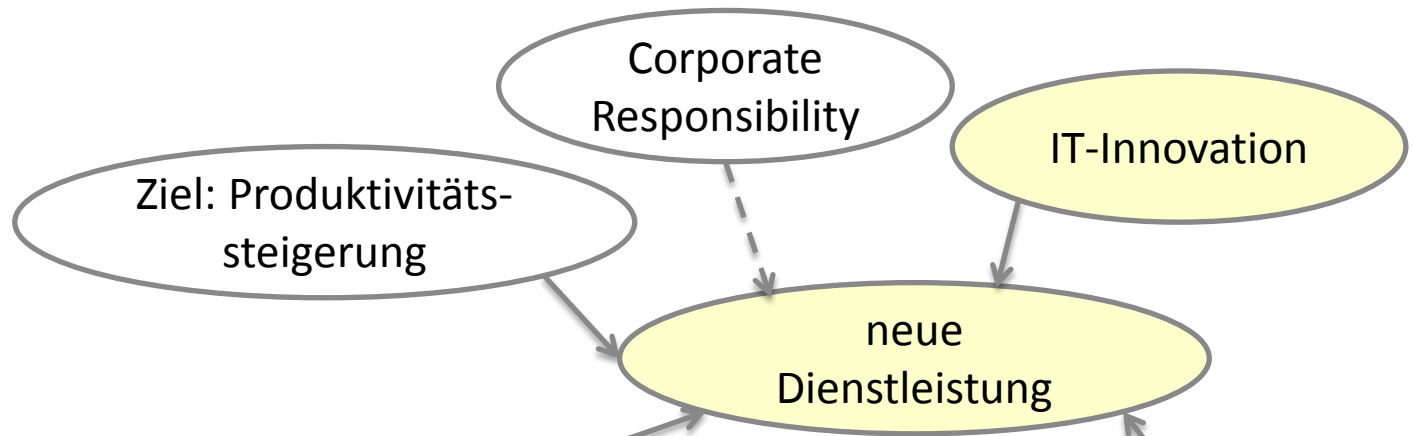 Corporate
Responsibility
IT-Innovation
Ziel: Produktivitäts-
steigerung
neue
Dienstleistung